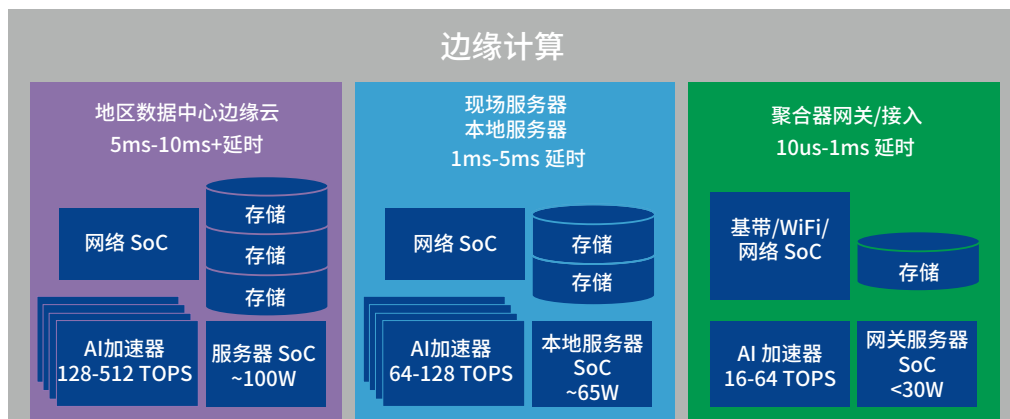 边缘计算
地区数据中心边缘云
5ms-10ms+延时
网络 SoC
存储
存储
存储
AI加速器
128-512 TOPS
服务器 SoC
~100W
现场服务器
本地服务器
1ms-5ms 延时
网络 SoC
存储
存储
AI加速器
64-128 TOPS
本地服务器
SoC
~65W
聚合器网关/接入
10us-1ms 延时
基带/WiFi/
网络 SoC
存储
AI 加速器
16-64 TOPS
网关服务器
SoC
<30W